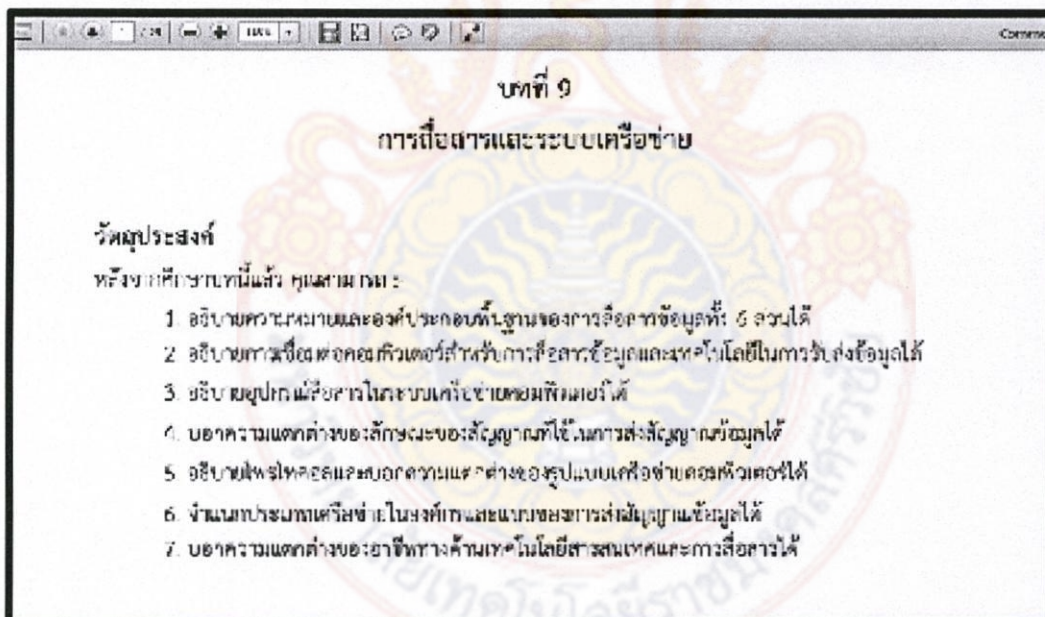 100%
Comme
บทที่ 9
การสื่อสารและระบบเครือข่าย
วัตถุประสงค์
หลังจากศึกษาบทนี้แล้ว คุณสามารถ :
1. อธิบายความหมายและองค์ประกอบพื้นฐานของการสื่อสารข้อมูลทั้ง 6 ส่วนได้
2. อธิบายการเชื่อมต่อคอมพิวเตอร์สำหรับการสื่อสารข้อมูลและเทคโนโลยีในการรับส่งข้อมูลได้
3. อธิบายอุปกรณ์สื่อสารในระบบเครือข่ายคอมพิวเตอร์ได้
4. บอกความแตกต่างของลักษณะของสัญญาณที่ใช้ในการส่งสัญญาณข้อมูลได้
5. อธิบายโพรโทคอลและบอกความแตกต่างของรูปแบบเครือข่ายคอมพิวเตอร์ได้
6. จำแนกประเภทเครือข่ายในองค์กรและแบบของการส่งสัญญาณข้อมูลได้
7. บอกความแตกต่างของอาชีพทางด้านเทคโนโลยีสารสนเทศและการสื่อสารได้